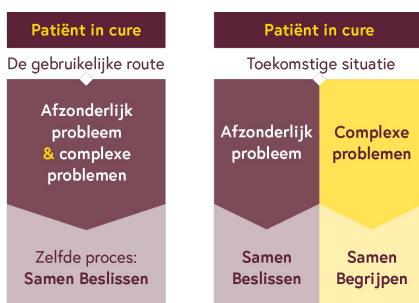 Patiënt in cure
De gebruikelijke route
Afzonderlijk
probleem
& complexe
problemen
Zelfde proces:
Samen Beslissen
Patiënt in cure
Toekomstige situatie
Afzonderlijk
probleem
Samen
Beslissen
Complexe
problemen
Samen
Begrijpen